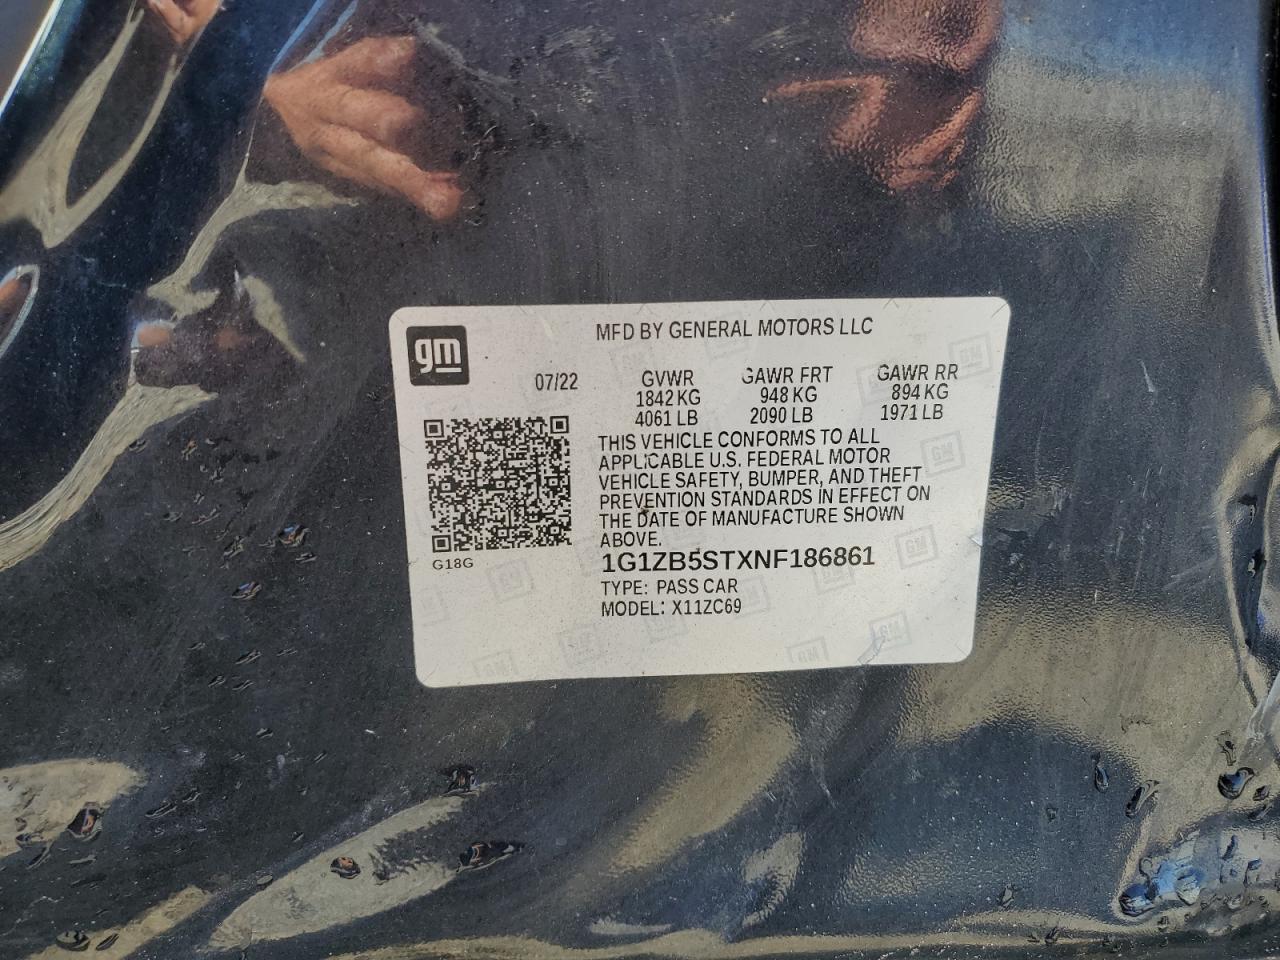 MFD BY GENERAL MOTORS LLC
gm
07/22 GVWR GAWR FRT GAWR RR
1842 KG 948 KG 894 KG
4061 LB 2090 LB 1971 LB
THIS VEHICLE CONFORMS TO ALL
APPLICABLE U.S. FEDERAL MOTOR
VEHICLE SAFETY, BUMPER, AND THEFT
PREVENTION STANDARDS IN EFFECT ON
THE DATE OF MANUFACTURE SHOWN
ABOVE.
G18G
1G1ZB5STXNF186861
TYPE: PASS CAR
MODEL: X11ZC69